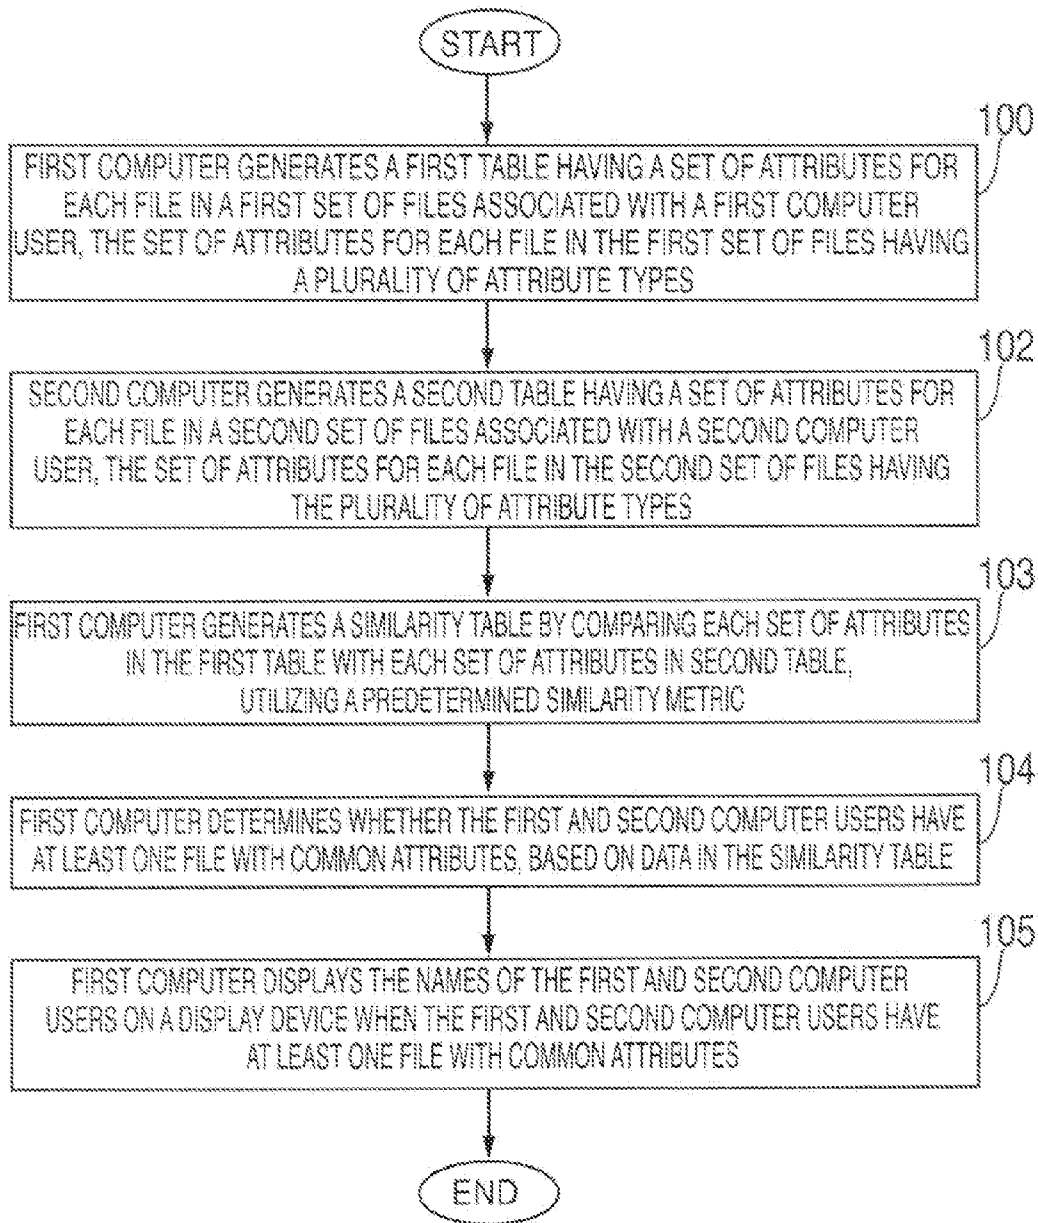 START
100
FIRST COMPUTER GENERATES A FIRST TABLE HAVING A SET OF ATTRIBUTES FOR
EACH FILE IN A FIRST SET OF FILES ASSOCIATED WITH A FIRST COMPUTER
USER, THE SET OF ATTRIBUTES FOR EACH FILE IN THE FIRST SET OF FILES HAVING
A PLURALITY OF ATTRIBUTE TYPES
102
SECOND COMPUTER GENERATES A SECOND TABLE HAVING A SET OF ATTRIBUTES FOR
EACH FILE IN A SECOND SET OF FILES ASSOCIATED WITH A SECOND COMPUTER
USER, THE SET OF ATTRIBUTES FOR EACH FILE IN THE SECOND SET OF FILES HAVING
THE PLURALITY OF ATTRIBUTE TYPES
103
FIRST COMPUTER GENERATES A SIMILARITY TABLE BY COMPARING EACH SET OF ATTRIBUTES
IN THE FIRST TABLE WITH EACH SET OF ATTRIBUTES IN SECOND TABLE,
UTILIZING A PREDETERMINED SIMILARITY METRIC
104
FIRST COMPUTER DETERMINES WHETHER THE FIRST AND SECOND COMPUTER USERS HAVE
AT LEAST ONE FILE WITH COMMON ATTRIBUTES, BASED ON DATA IN THE SIMILARITY TABLE
105
FIRST COMPUTER DISPLAYS THE NAMES OF THE FIRST AND SECOND COMPUTER
USERS ON A DISPLAY DEVICE WHEN THE FIRST AND SECOND COMPUTER USERS HAVE
AT LEAST ONE FILE WITH COMMON ATTRIBUTES
END